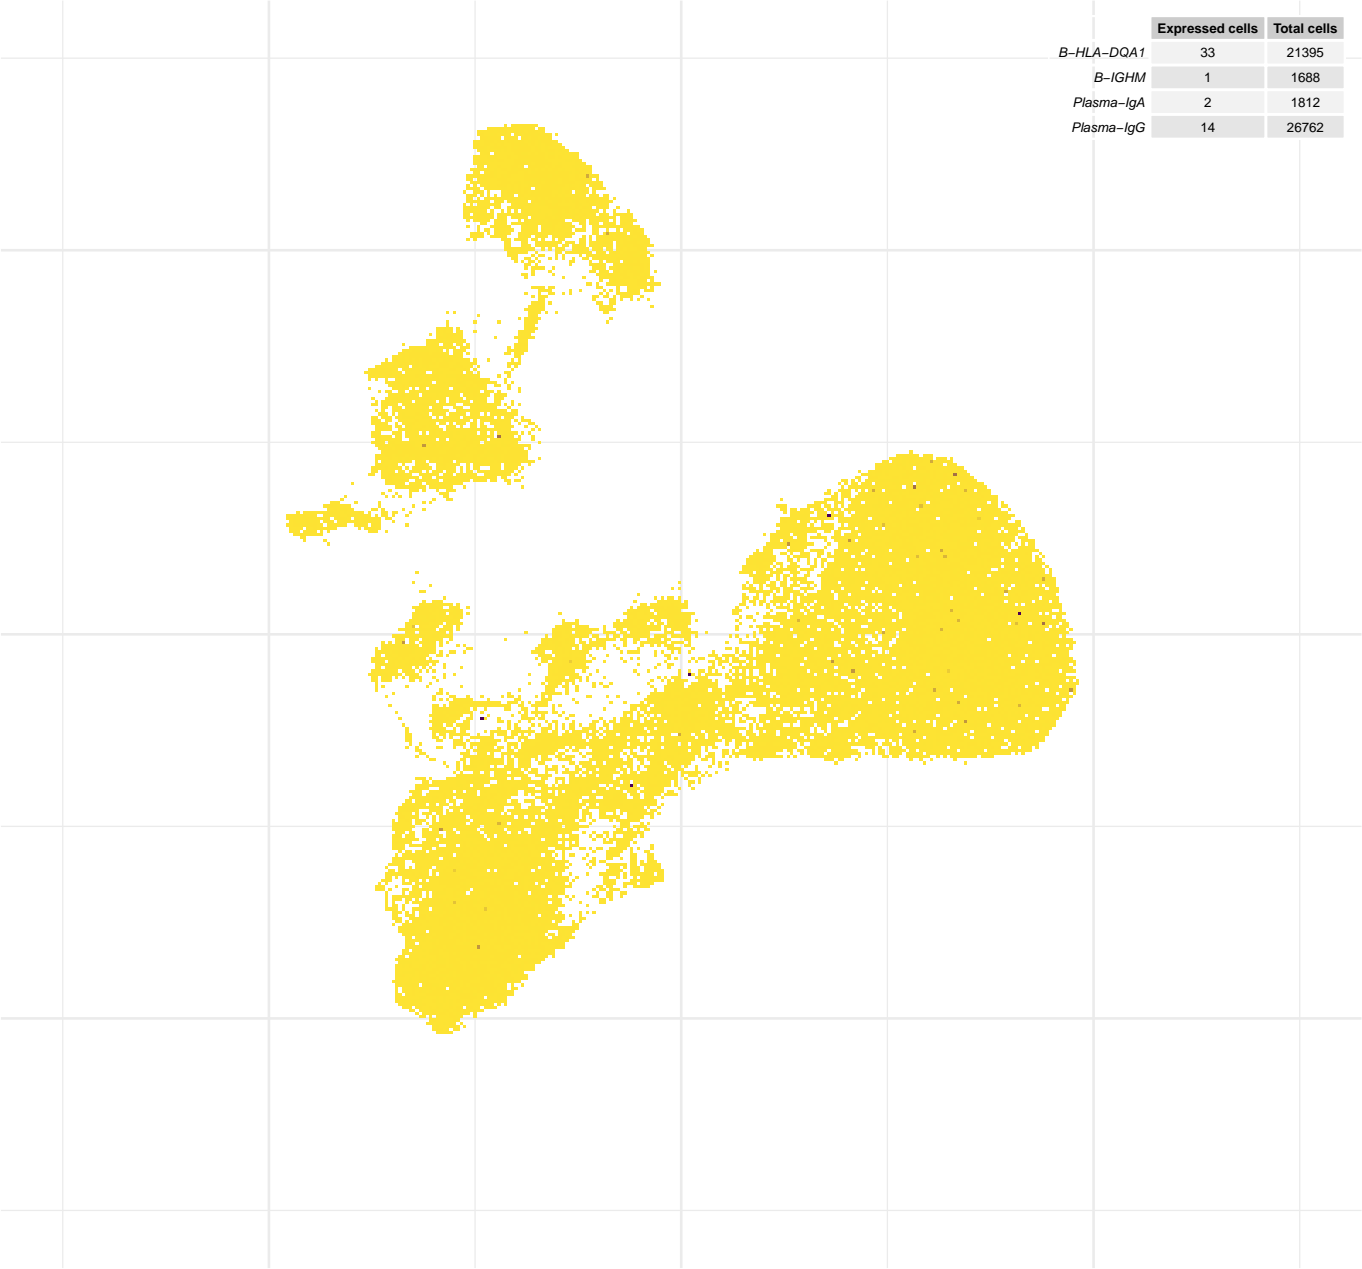 Expressed cells Total cells
B−HLA−DQA1 33 21395
B−IGHM 1 1688
Plasma−IgA 2 1812
Plasma−IgG 14 26762